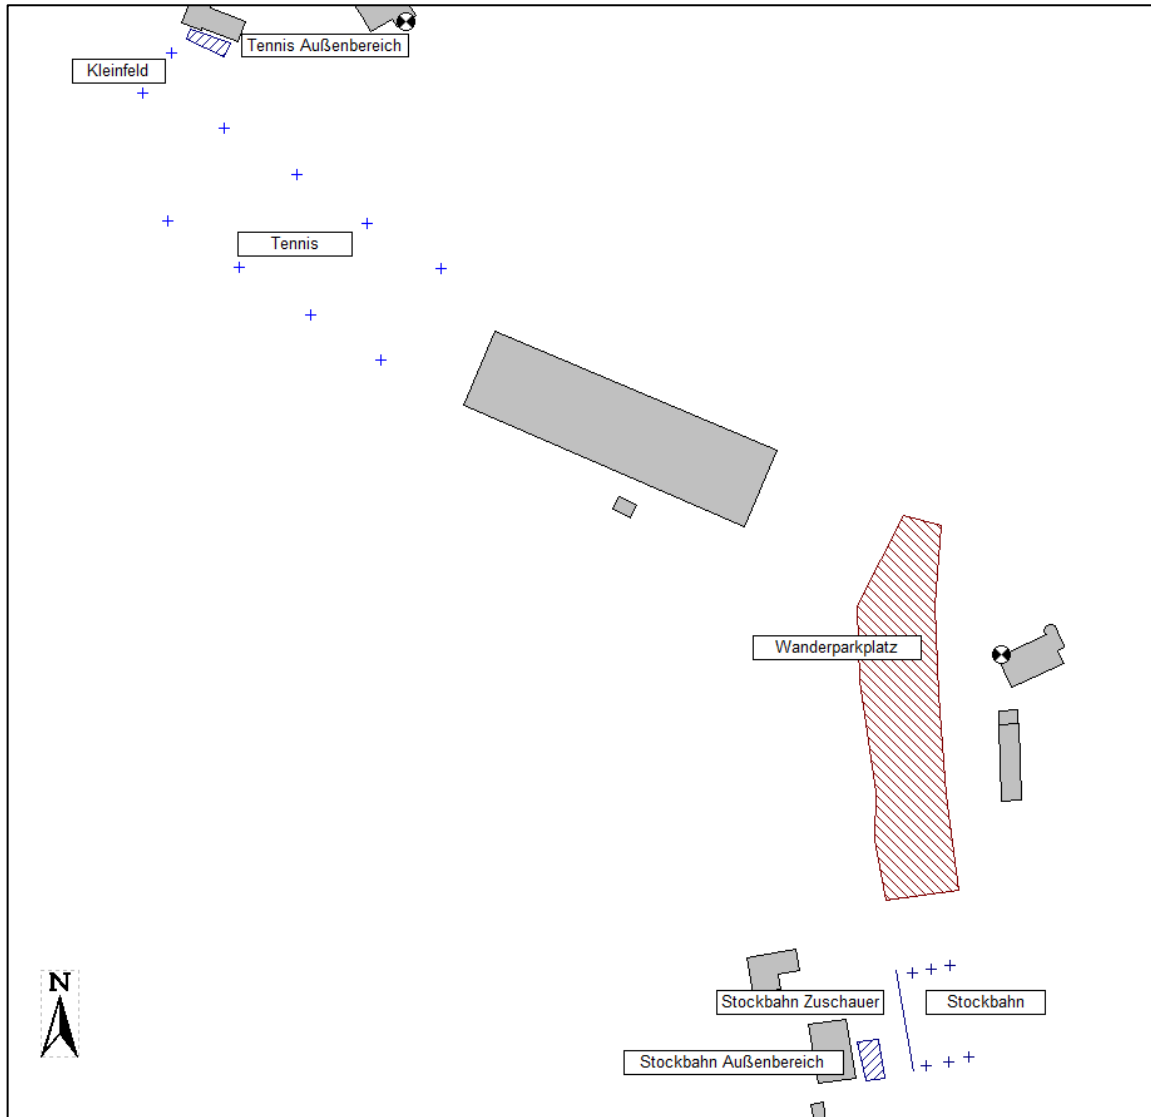 Tennis Außenbereich
Kleinfeld
Tennis
Wanderparkplatz
N
Stockbahn Zuschauer
Stockbahn
Stockbahn Außenbereich